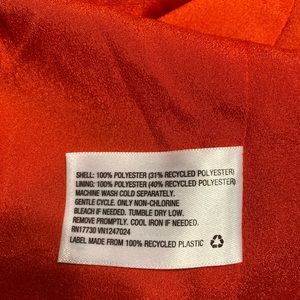 SHELL: 100% POLYESTER (31% RECYCLED POLYESTER)
LINING: 100% POLYESTER (40% RECYCLED POLYESTER)
MACHINE WASH COLD SEPARATELY.
GENTLE CYCLE. ONLY NON-CHLORINE
BLEACH IF NEEDED. TUMBLE DRY LOW.
REMOVE PROMPTLY. COOL IRON IF NEEDED.
RN17730 VN1247024
LABEL MADE FROM 100% RECYCLED PLASTIC